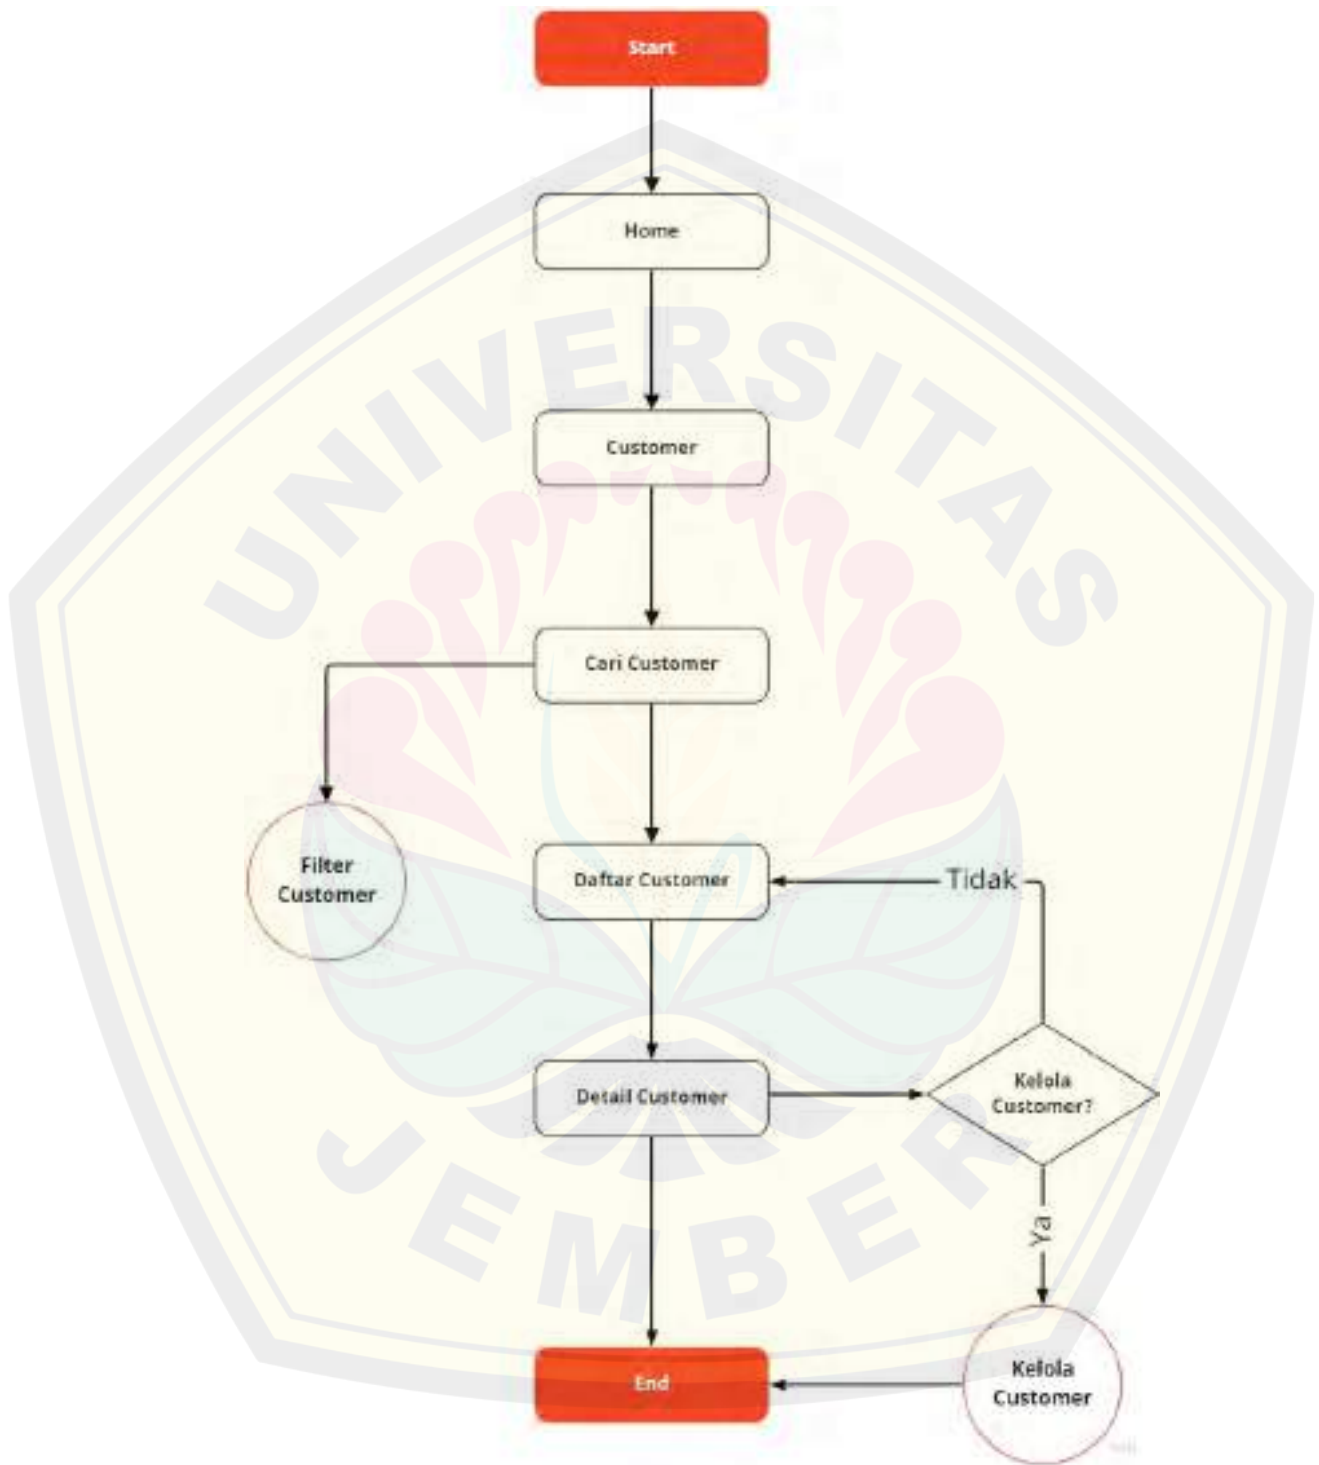 Start
Home
UNIVERSITAS
Customer
Cari Customer
Filter
Customer
Daftar Customer
Tidak
Detail Customer
Kelola
Customer?
JEMBER
Ya
End
Kelola
Customer